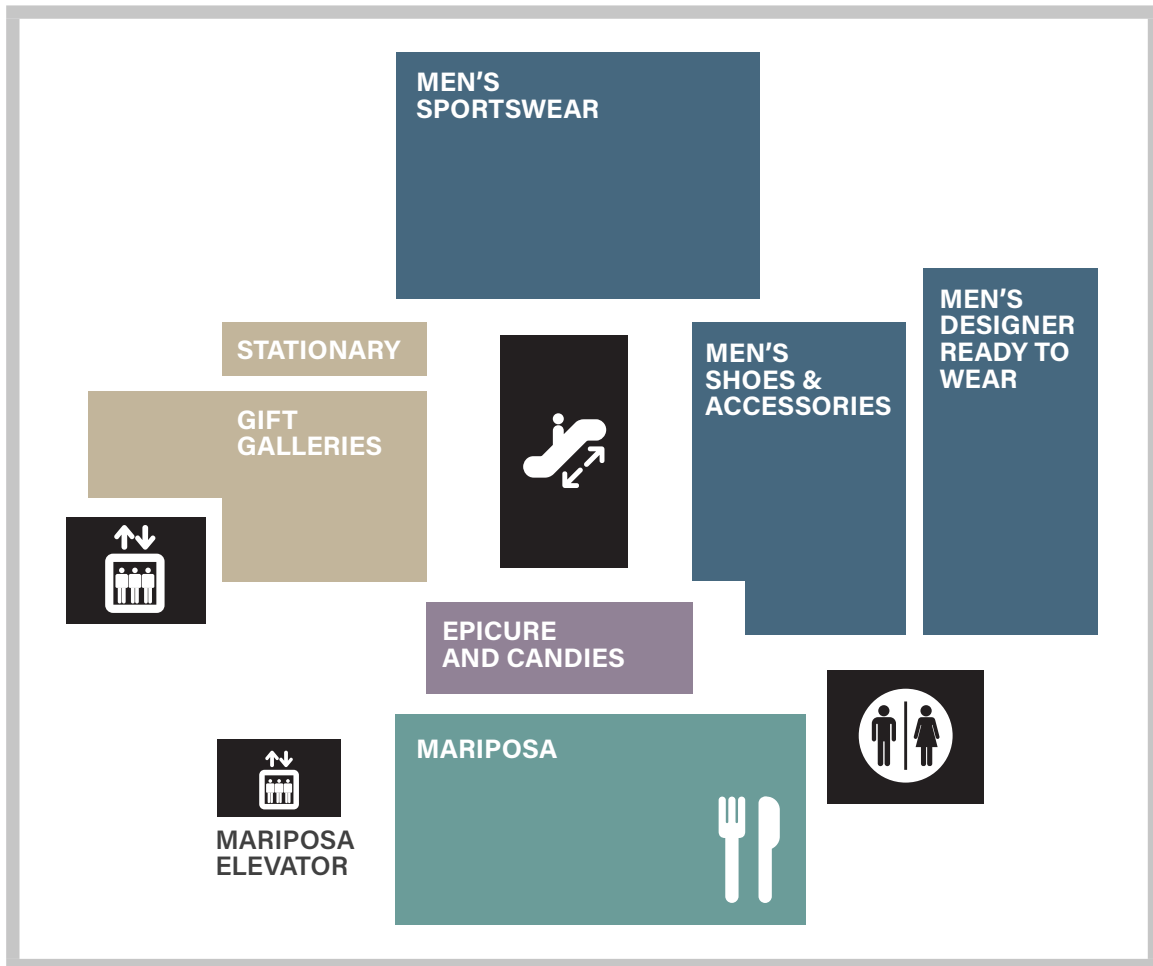 MEN'S
SPORTSWEAR
STATIONARY
GIFT
GALLERIES
MEN'S
SHOES &
ACCESSORIES
MEN'S
DESIGNER
READY TO
WEAR
EPICURE
AND CANDIES
MARIPOSA
MARIPOSA
ELEVATOR